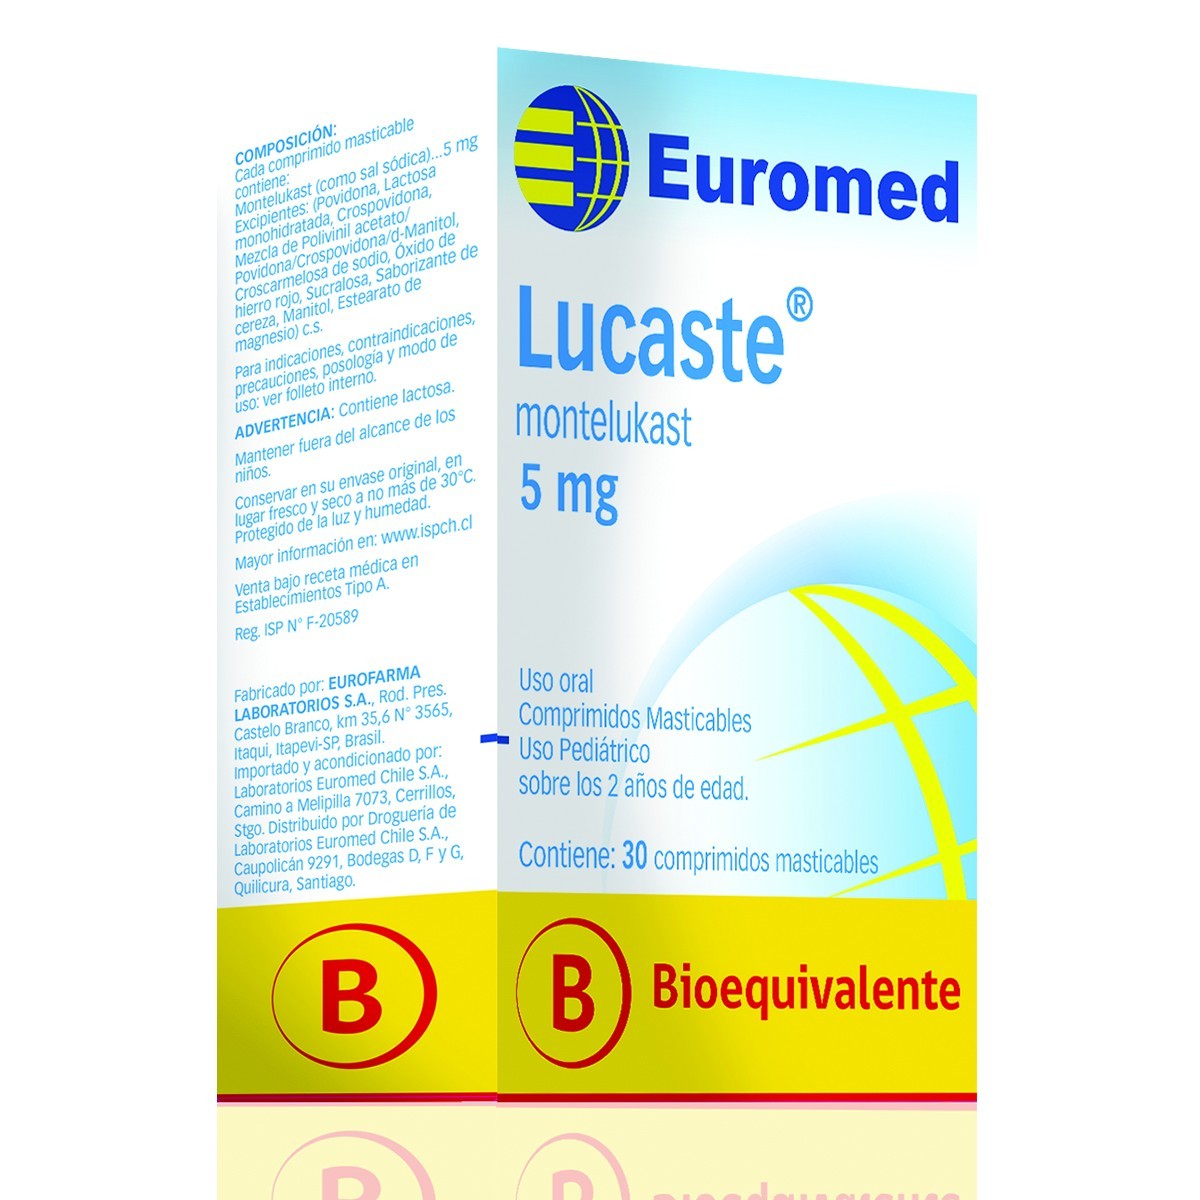 COMPOSICIÓN:
Cada comprimido masticable
contiene:
Montelukast (como sal sódica)...5 mg
Excipientes: (Povidona, Lactosa
monohidratada, Crospovidona,
Mezcla de Polivinil acetato/
Povidona/Crospovidona/d-Manitol,
Croscarmelosa de sodio, Óxido de
hierro rojo, Sucralosa, Saborizante de
cereza, Manitol, Estearato de
magnesio) c.s.
Para indicaciones, contraindicaciones,
precauciones, posología y modo de
uso: ver folleto interno.
ADVERTENCIA: Contiene lactosa.
Mantener fuera del alcance de los
niños.
Conservar en su envase original, en
lugar fresco y seco a no más de 30°C.
Protegido de la luz y humedad.
Mayor información en: www.ispch.cl
Venta bajo receta médica en
Establecimientos Tipo A.
Reg. ISP N° F-20589
Fabricado por: EUROFARMA
LABORATORIOS S.A., Rod. Pres.
Castelo Branco, km 35,6 N° 3565,
Itaqui, Itapevi-SP, Brasil.
Importado y acondicionado por:
Laboratorios Euromed Chile S.A.,
Camino a Melipilla 7073, Cerrillos,
Stgo. Distribuido por Droguería de
Laboratorios Euromed Chile S.A.,
Caupolicán 9291, Bodegas D, F y G,
Quilicura, Santiago.
B
Euromed
Lucaste®
montelukast
5 mg
Uso oral
Comprimidos Masticables
Uso Pediátrico
sobre los 2 años de edad.
Contiene: 30 comprimidos masticables
B Bioequivalente